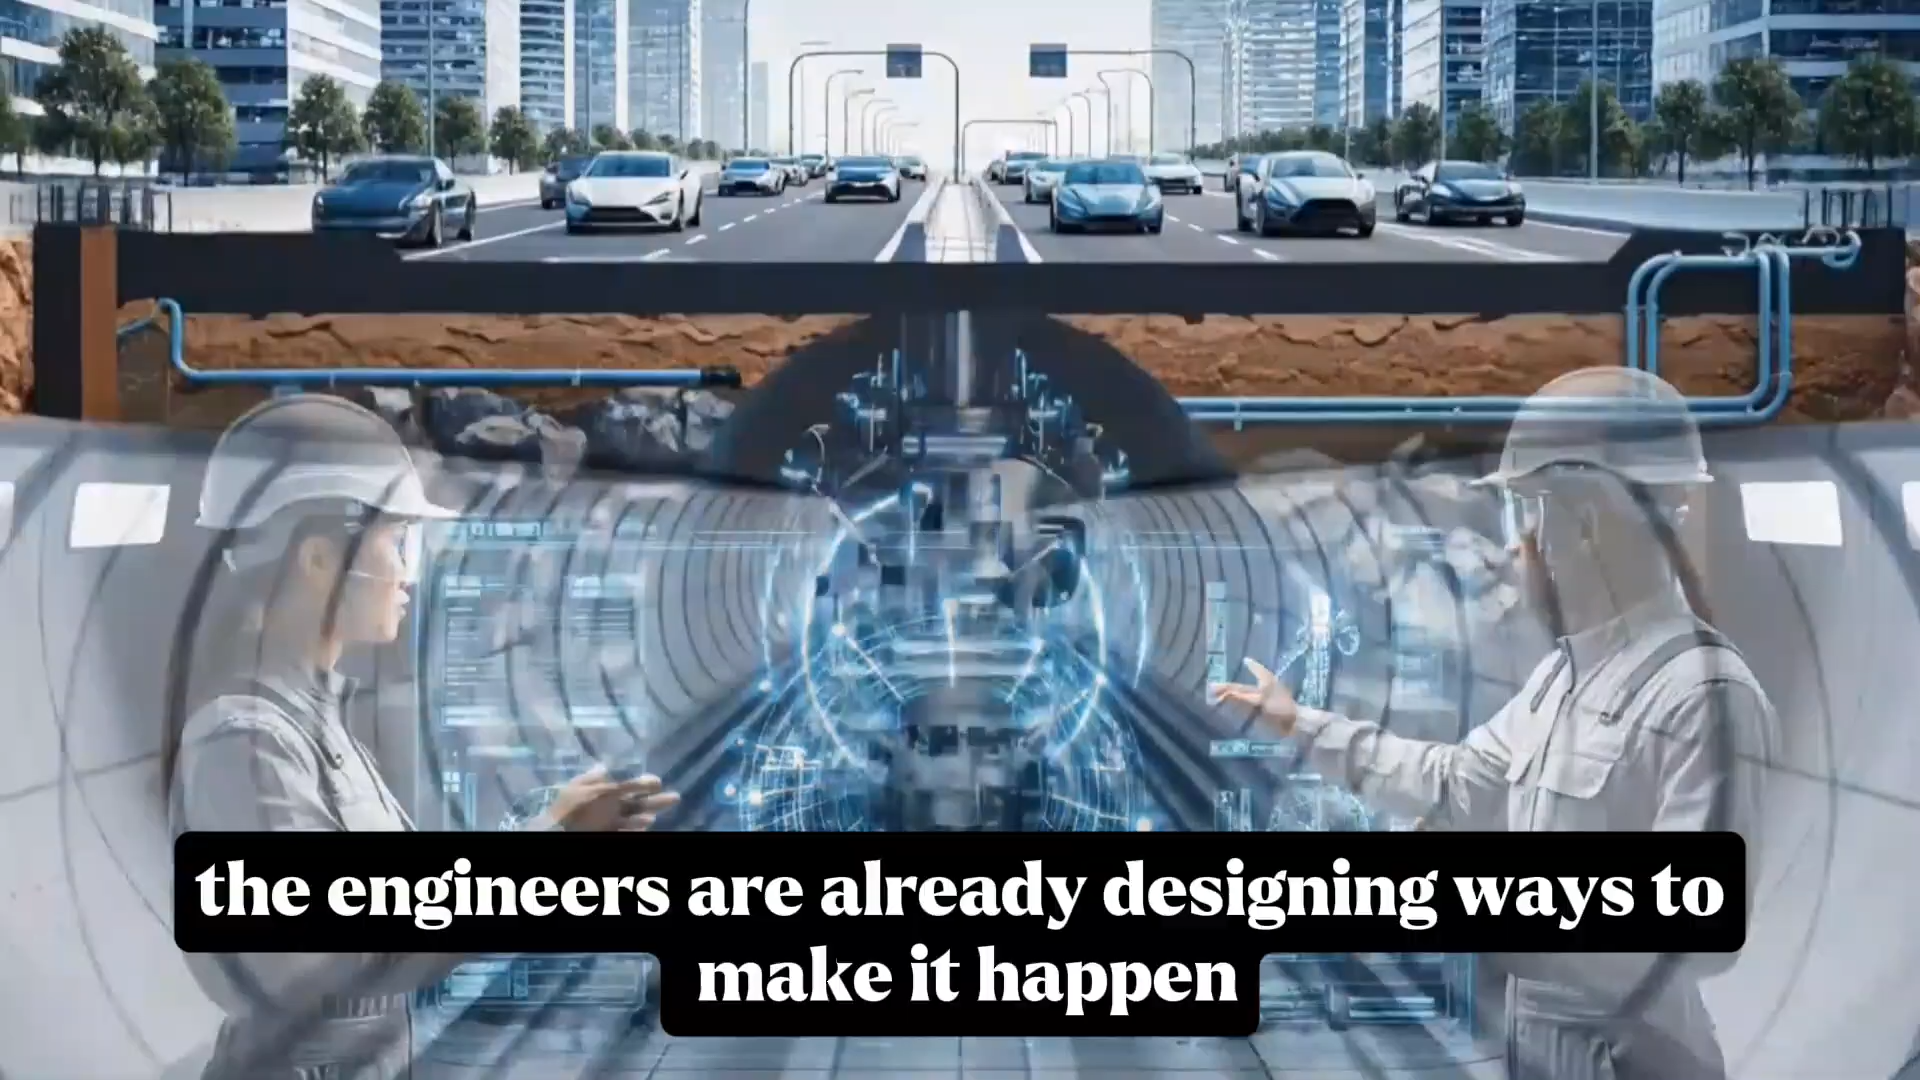 the engineers are already designing ways to
make it happen